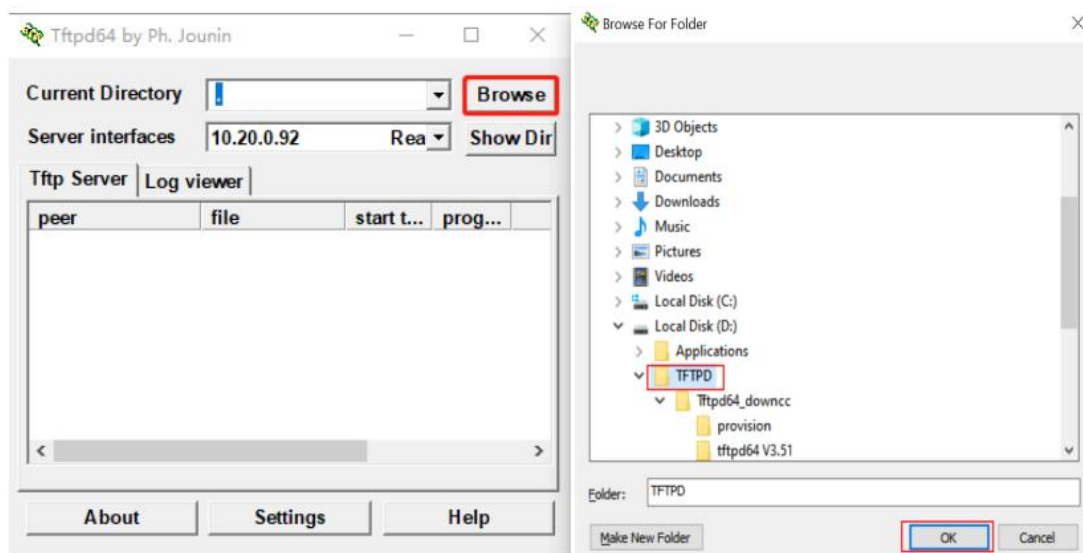 Tftpd64 by Ph. Jounin
Current Directory . Browse
Server interfaces 10.20.0.92 Rea Show Dir
Tftp Server Log viewer
peer file start t... prog...
About Settings Help
Browse For Folder
3D Objects
Desktop
Documents
Downloads
Music
Pictures
Videos
Local Disk (C:)
Local Disk (D:)
Applications
TFTPD
Tftpd64_downcc
provision
tftpd64 V3.51
Folder: TFTPD
Make New Folder OK Cancel